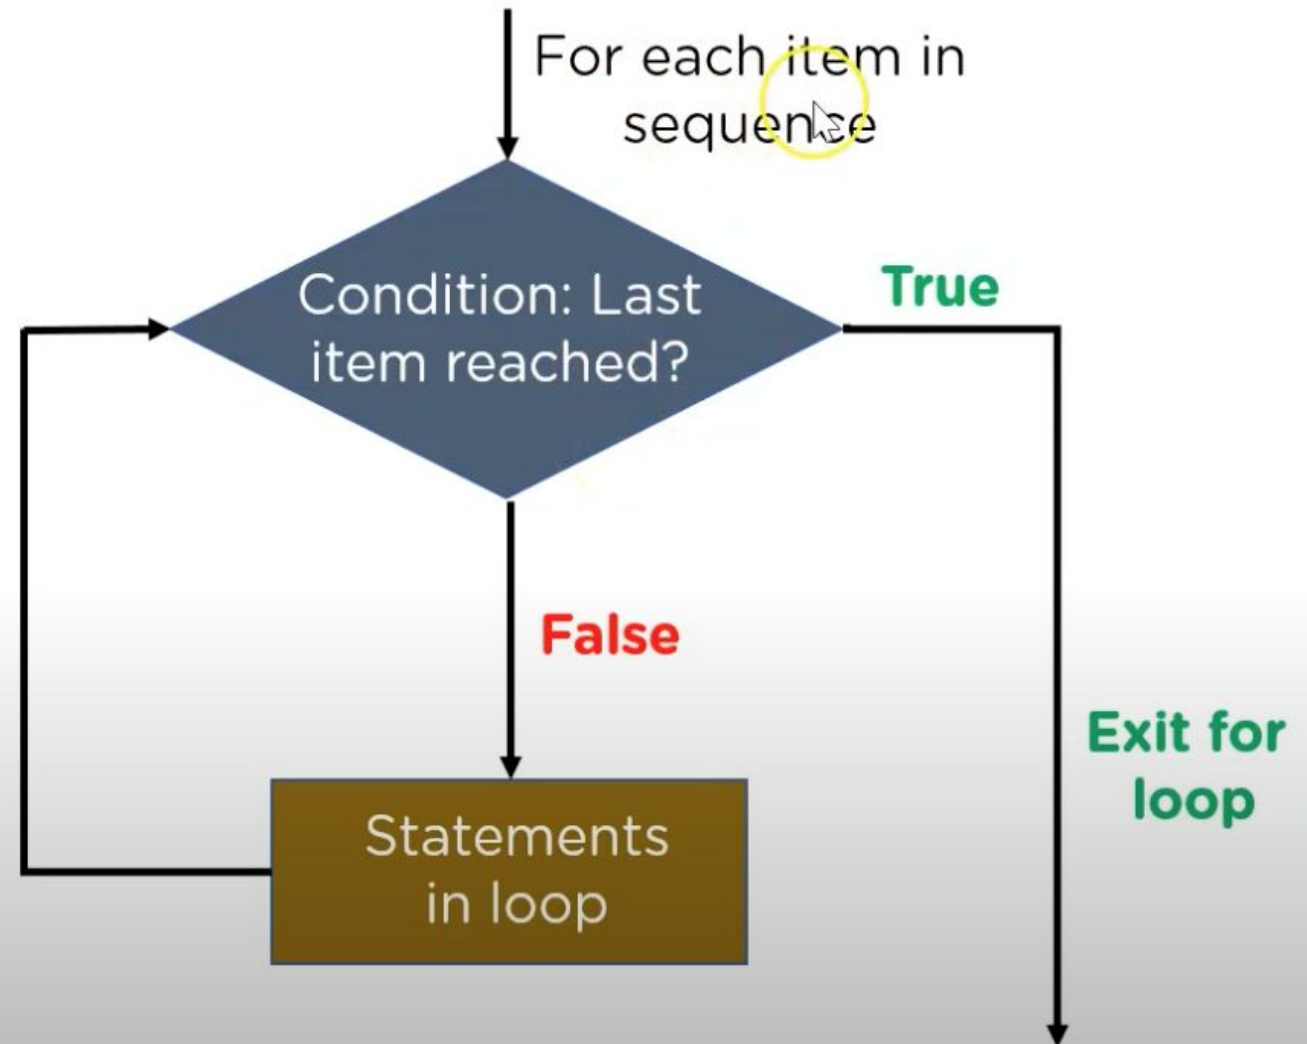 For each item in
sequence
Condition: Last
item reached?
True
False
Exit for
loop
Statements
in loop